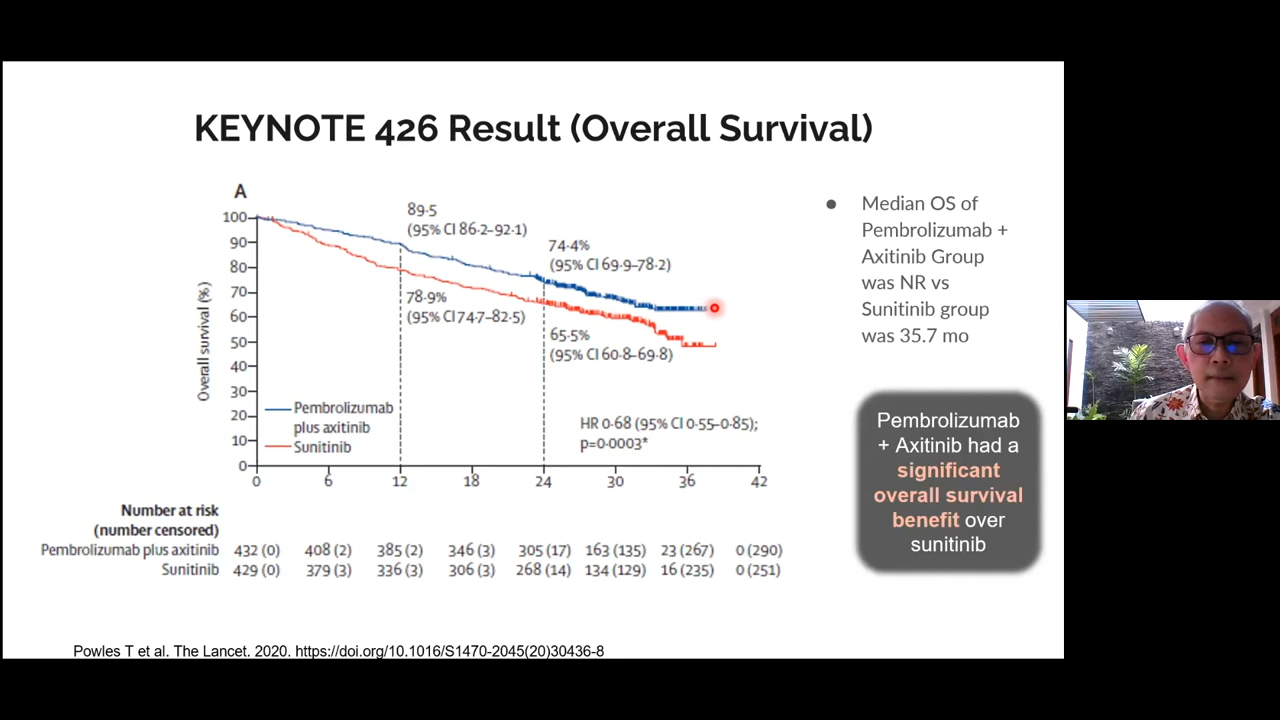 KEYNOTE 426 Result (Overall Survival)
A
Overall survival (%)
100
90
80
70
60
50
40
30
20
10
0
89·5
(95% CI 86·2–92·1)
74·4%
(95% CI 69·9–78·2)
78·9%
(95% CI 74·7–82·5)
65·5%
(95% CI 60·8–69·8)
Pembrolizumab
plus axitinib
Sunitinib
HR 0·68 (95% CI 0·55–0·85);
p=0·0003*
0 6 12 18 24 30 36 42
Number at risk
(number censored)
Pembrolizumab plus axitinib 432 (0) 408 (2) 385 (2) 346 (3) 305 (17) 163 (135) 23 (267) 0 (290)
Sunitinib 429 (0) 379 (3) 336 (3) 306 (3) 268 (14) 134 (129) 16 (235) 0 (251)
● Median OS of
Pembrolizumab +
Axitinib Group
was NR vs
Sunitinib group
was 35.7 mo
Pembrolizumab
+ Axitinib had a
significant
overall survival
benefit over
sunitinib
Powles T et al. The Lancet. 2020. https://doi.org/10.1016/S1470-2045(20)30436-8